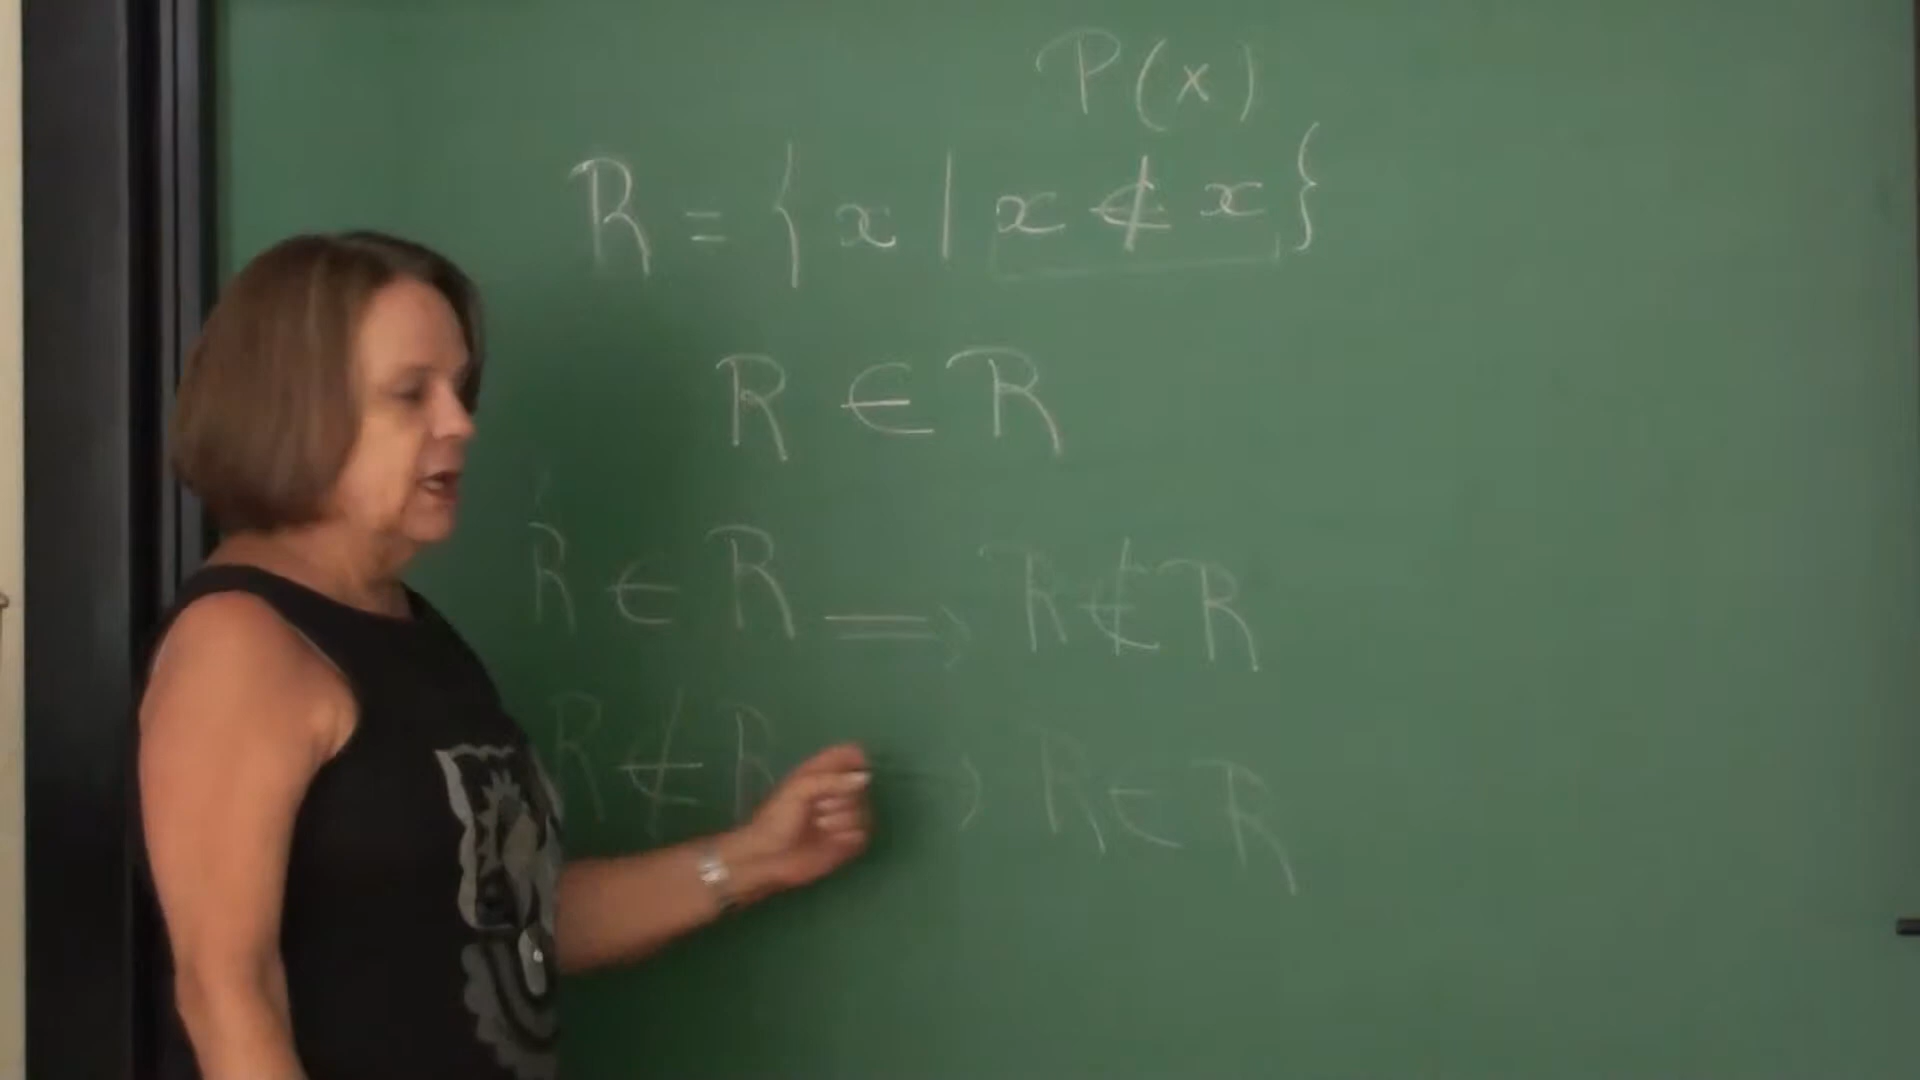 P(x)
R = { x | x ∉ x }
R ∈ R
R ∈ R ⟹ R ∉ R
R ∉ R ⟹ R ∈ R